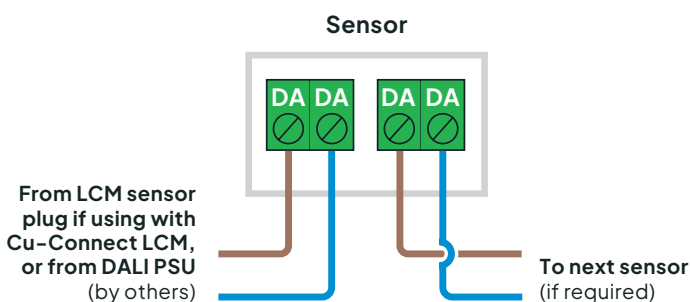 Sensor
DA DA DA DA
From LCM sensor
plug if using with
Cu-Connect LCM,
or from DALI PSU
(by others)
To next sensor
(if required)